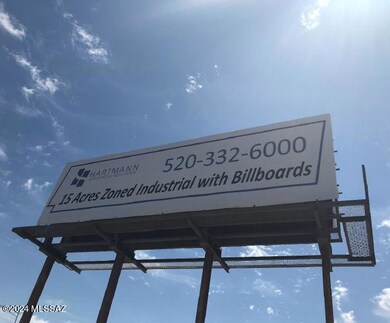 HARTMANN
520-332-6000
15 Acres Zoned Industrial with Billboards
©2024 MLSSAZ